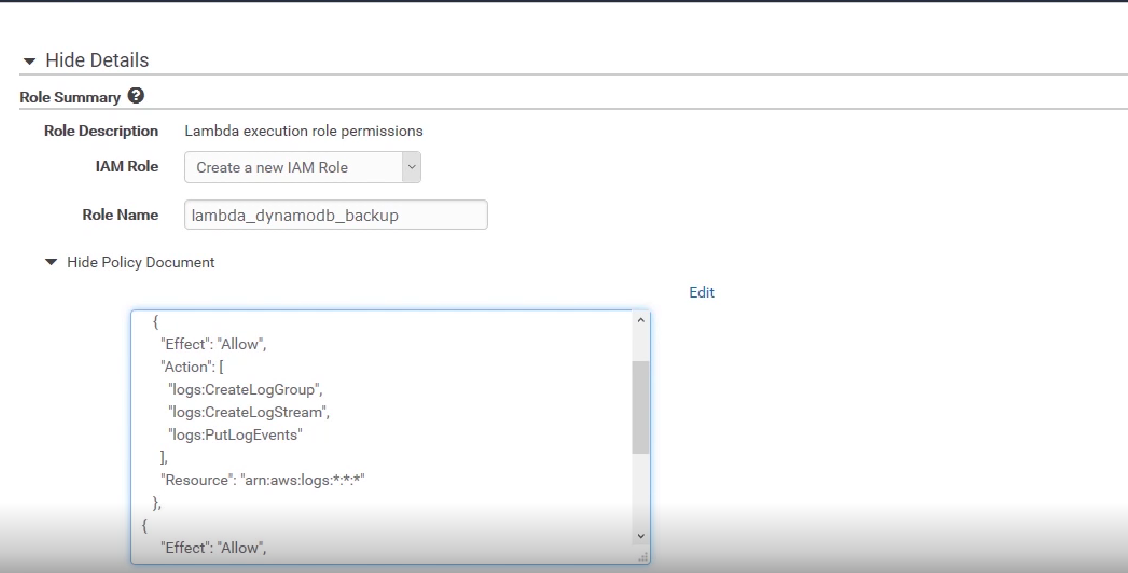 Hide Details
Role Summary ?
Role Description Lambda execution role permissions
IAM Role Create a new IAM Role
Role Name lambda_dynamodb_backup
Hide Policy Document
Edit
{
"Effect": "Allow",
"Action": [
"logs:CreateLogGroup",
"logs:CreateLogStream",
"logs:PutLogEvents"
],
"Resource": "arn:aws:logs:*:*:*"
},
{
"Effect": "Allow",